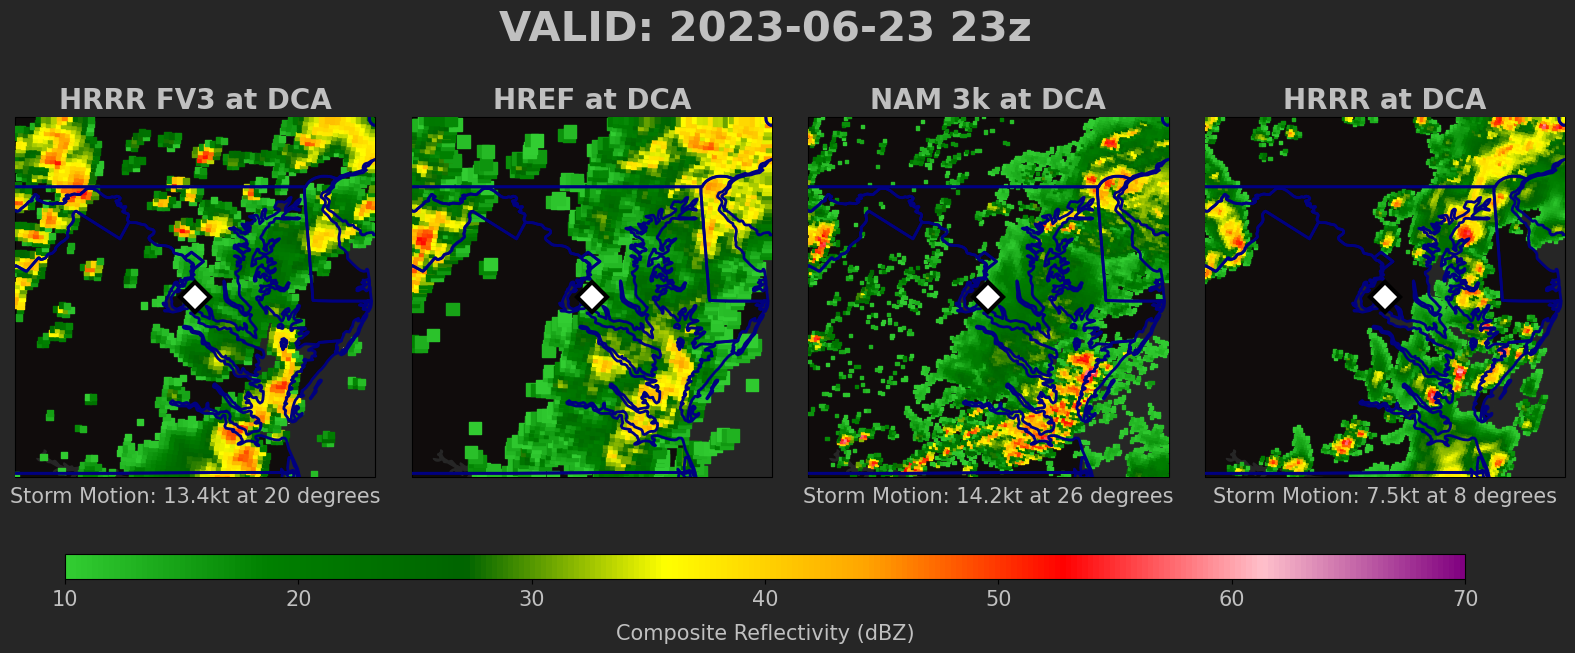 VALID: 2023-06-23 23z
HRRR FV3 at DCA
HREF at DCA
NAM 3k at DCA
HRRR at DCA
Storm Motion: 13.4kt at 20 degrees
Storm Motion: 14.2kt at 26 degrees
Storm Motion: 7.5kt at 8 degrees
10 20 30 40 50 60 70
Composite Reflectivity (dBZ)